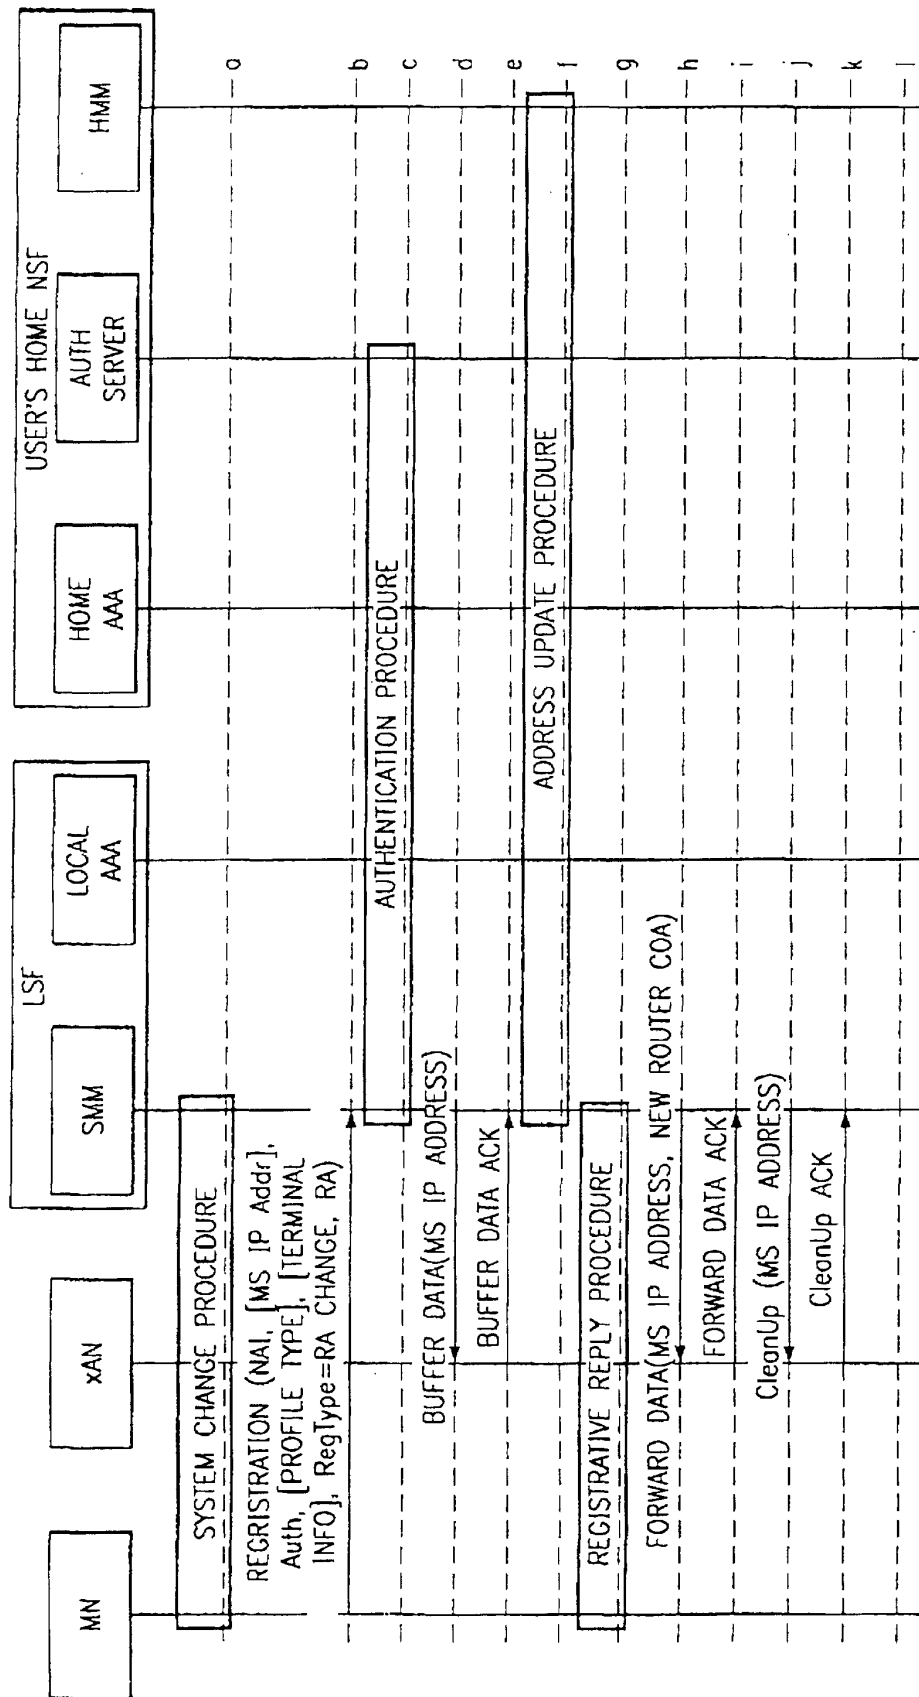 USER'S HOME NSF
LSF
MN
xAN
SMM
LOCAL
AAA
HOME
AAA
AUTH
SERVER
HMM
SYSTEM CHANGE PROCEDURE
a
REGRISTRATION (NAI, [MS IP Addr],
Auth, [PROFILE TYPE], [TERMINAL
INFO], RegType=RA CHANGE, RA)
b
AUTHENTICATION PROCEDURE
c
BUFFER DATA(MS IP ADDRESS)
d
BUFFER DATA ACK
e
ADDRESS UPDATE PROCEDURE
f
REGISTRATIVE REPLY PROCEDURE
g
FORWARD DATA(MS IP ADDRESS, NEW ROUTER COA)
h
FORWARD DATA ACK
i
CleanUp (MS IP ADDRESS)
j
CleanUp ACK
k
l